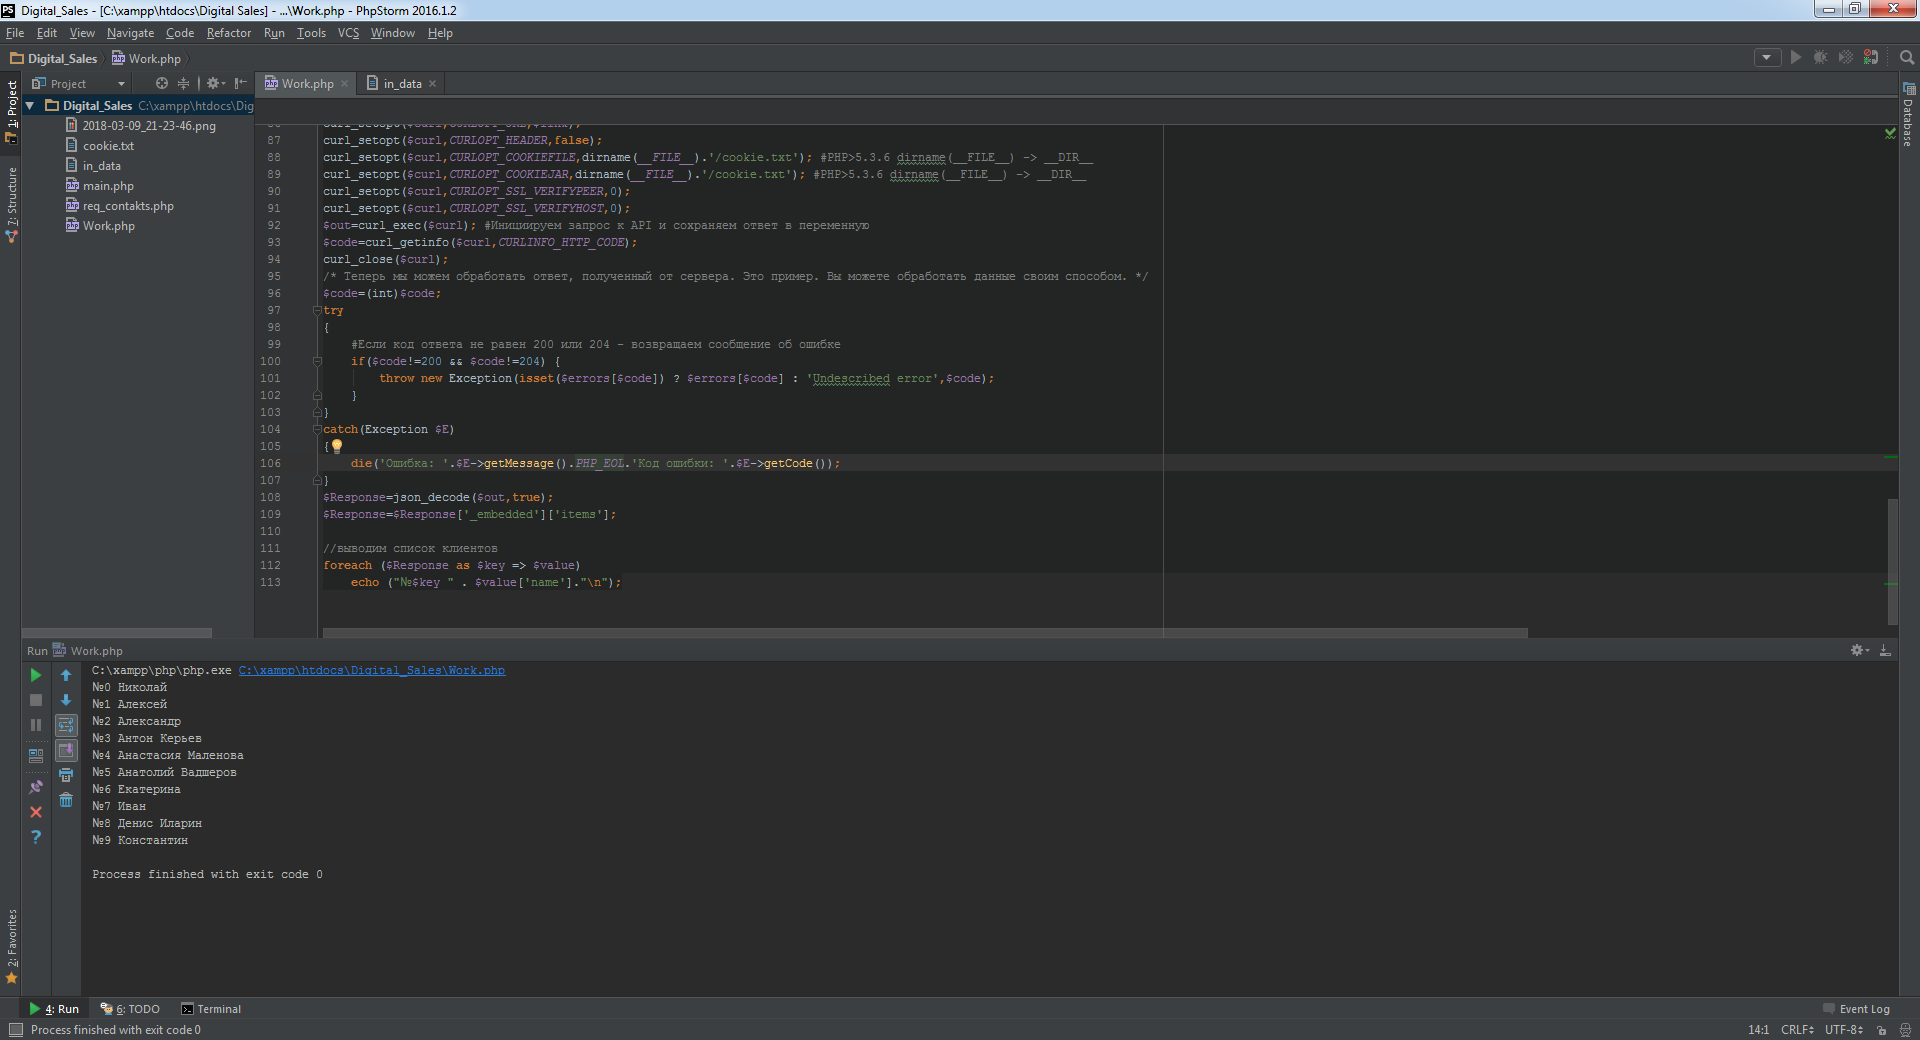 Digital_Sales - [C:\xampp\htdocs\Digital Sales] - ...\Work.php - PhpStorm 2016.1.2
File Edit View Navigate Code Refactor Run Tools VCS Window Help
Digital_Sales Work.php
1: Project
7: Structure
2: Favorites
Database
Project
Digital_Sales C:\xampp\htdocs\Dig
2018-03-09_21-23-46.png
cookie.txt
in_data
main.php
req_contakts.php
Work.php
Work.php in_data
87 curl_setopt($curl,CURLOPT_HEADER,false);
88 curl_setopt($curl,CURLOPT_COOKIEFILE,dirname(__FILE__).'/cookie.txt'); #PHP>5.3.6 dirname(__FILE__) -> __DIR__
89 curl_setopt($curl,CURLOPT_COOKIEJAR,dirname(__FILE__).'/cookie.txt'); #PHP>5.3.6 dirname(__FILE__) -> __DIR__
90 curl_setopt($curl,CURLOPT_SSL_VERIFYPEER,0);
91 curl_setopt($curl,CURLOPT_SSL_VERIFYHOST,0);
92 $out=curl_exec($curl); #Инициируем запрос к API и сохраняем ответ в переменную
93 $code=curl_getinfo($curl,CURLINFO_HTTP_CODE);
94 curl_close($curl);
95 /* Теперь мы можем обработать ответ, полученный от сервера. Это пример. Вы можете обработать данные своим способом. */
96 $code=(int)$code;
97 try
98 {
99 #Если код ответа не равен 200 или 204 - возвращаем сообщение об ошибке
100 if($code!=200 && $code!=204) {
101 throw new Exception(isset($errors[$code]) ? $errors[$code] : 'Undescribed error',$code);
102 }
103 }
104 catch(Exception $E)
105 {
106 die('Ошибка: '.$E->getMessage().PHP_EOL.'Код ошибки: '.$E->getCode());
107 }
108 $Response=json_decode($out,true);
109 $Response=$Response['_embedded']['items'];
110
111 //выводим список клиентов
112 foreach ($Response as $key => $value)
113 echo ("№$key " . $value['name']."\n");
Run Work.php
C:\xampp\php\php.exe C:\xampp\htdocs\Digital_Sales\Work.php
№0 Николай
№1 Алексей
№2 Александр
№3 Антон Керьев
№4 Анастасия Маленова
№5 Анатолий Вадшеров
№6 Екатерина
№7 Иван
№8 Денис Иларин
№9 Константин
Process finished with exit code 0
4: Run 6: TODO Terminal Event Log
Process finished with exit code 0 14:1 CRLF UTF-8